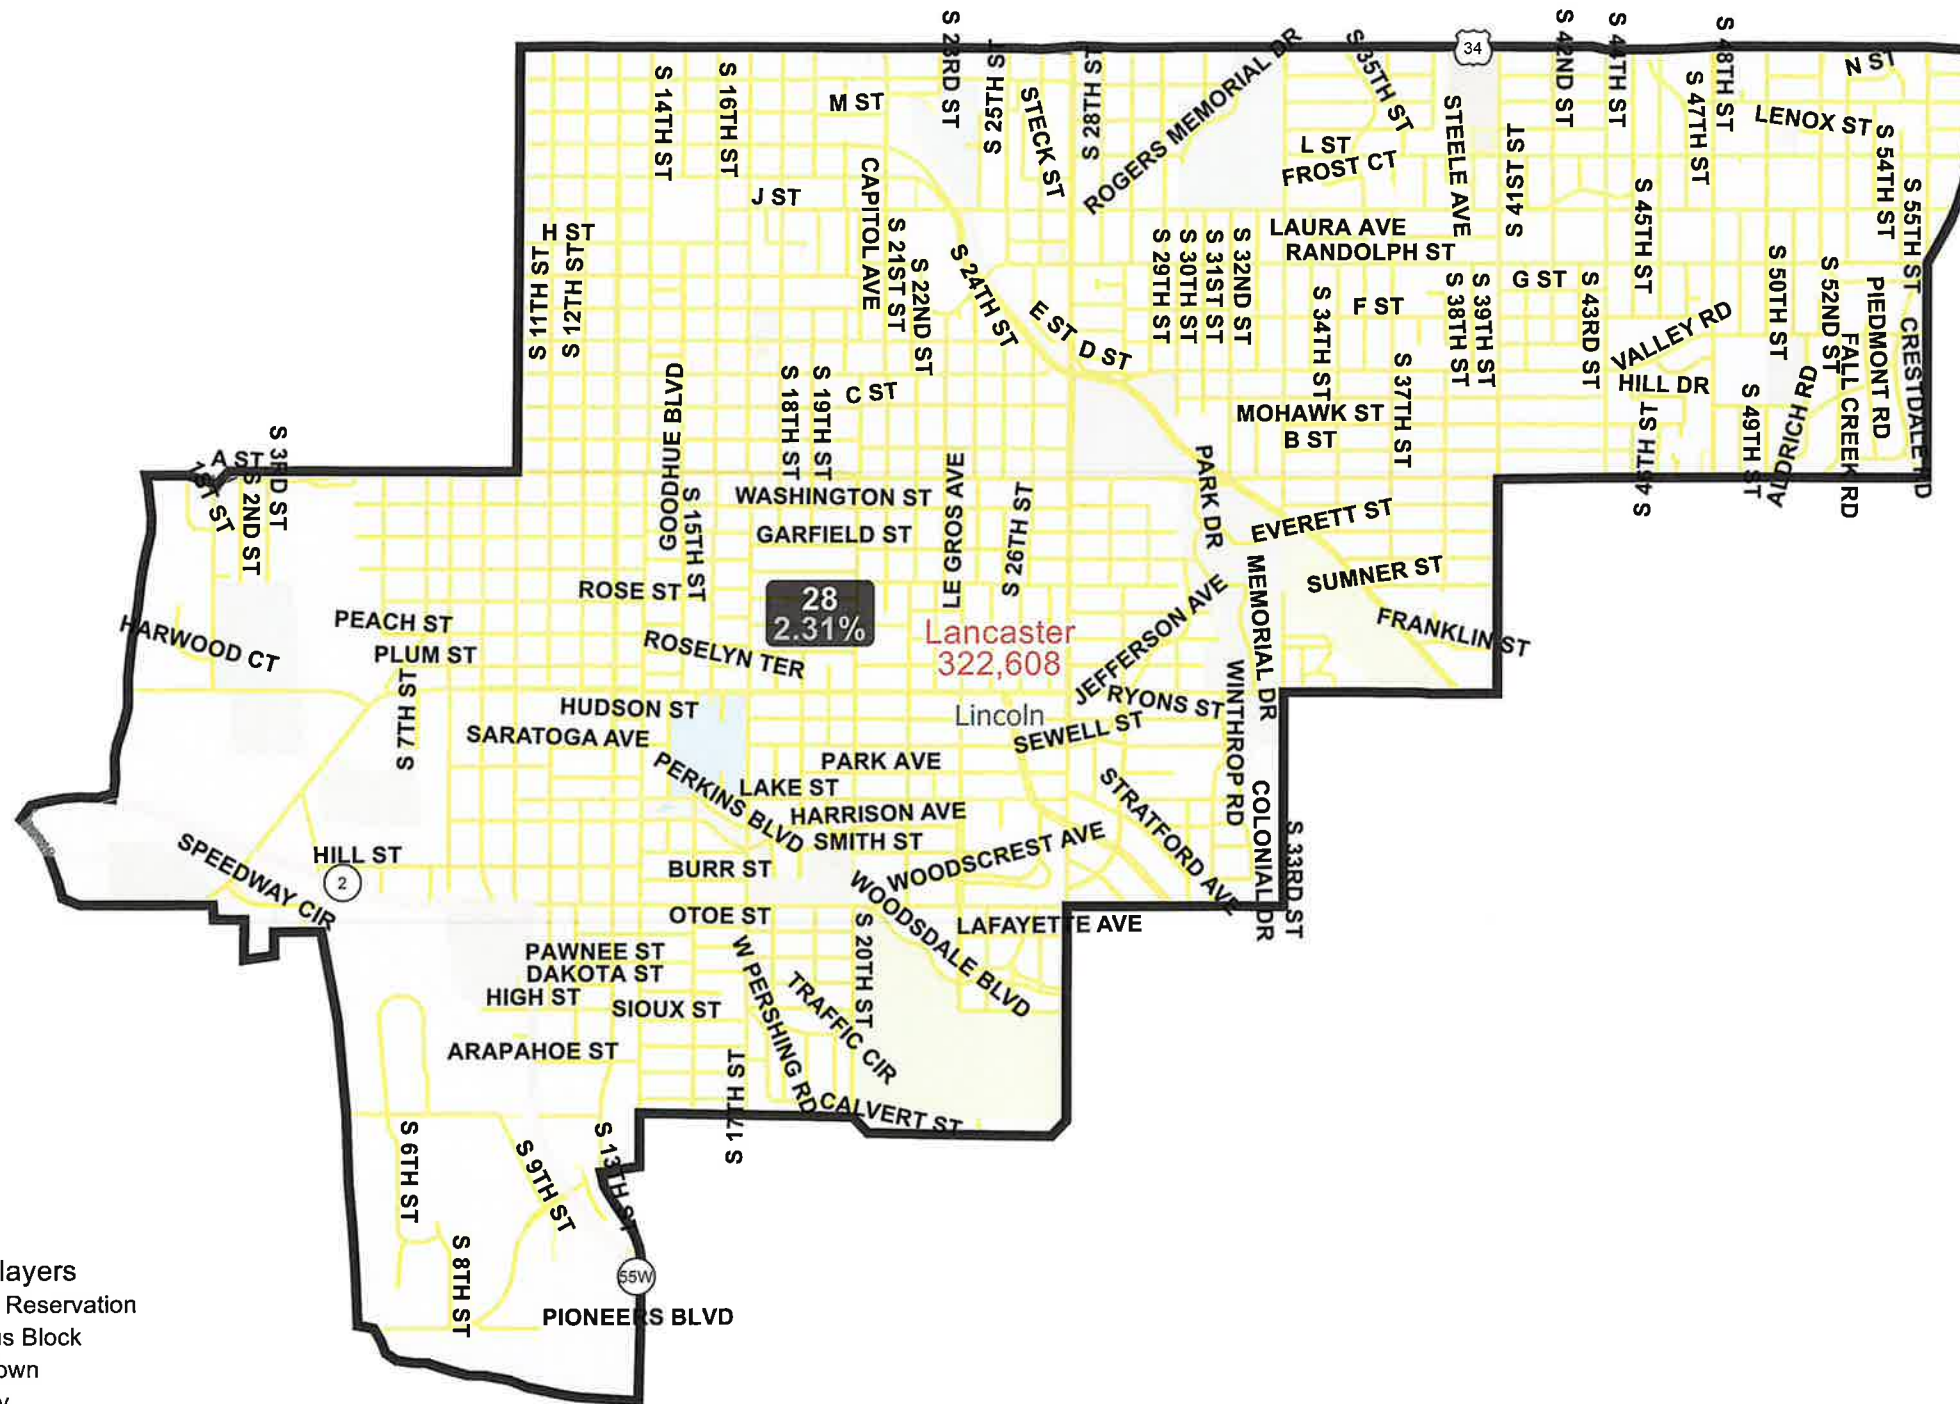 S 23RD ST
S 25TH ST
S 28TH ST
ROGERS MEMORIAL DR
S 35TH ST
34
S 42ND ST
S 44TH ST
S 48TH ST
N ST
S 14TH ST
S 16TH ST
M ST
STECK ST
STEELE AVE
S 41ST ST
S 47TH ST
LENOX ST
S 54TH ST
L ST
FROST CT
CAPITOL AVE
J ST
S 45TH ST
S 55TH ST
H ST
S 11TH ST
S 12TH ST
S 21ST ST
S 22ND ST
S 24TH ST
S 29TH ST
S 30TH ST
S 31ST ST
S 32ND ST
LAURA AVE
RANDOLPH ST
S 34TH ST
F ST
S 38TH ST
S 39TH ST
G ST
S 43RD ST
S 50TH ST
S 52ND ST
PIEDMONT RD
E ST
D ST
VALLEY RD
HILL DR
FALL CREEK RD
CRESTDALE RD
GOODHUE BLVD
S 18TH ST
S 19TH ST
C ST
S 37TH ST
MOHAWK ST
B ST
S 46TH ST
S 49TH ST
ALDRICH RD
A ST
S 3RD ST
1ST ST
S 2ND ST
S 15TH ST
WASHINGTON ST
GARFIELD ST
LE GROS AVE
S 26TH ST
PARK DR
EVERETT ST
MEMORIAL DR
SUMNER ST
FRANKLIN ST
ROSE ST
28
2.31%
Lancaster
322,608
JEFFERSON AVE
HARWOOD CT
PEACH ST
PLUM ST
ROSELYN TER
S 7TH ST
HUDSON ST
SARATOGA AVE
Lincoln
RYONS ST
SEWELL ST
WINTHROP RD
PERKINS BLVD
PARK AVE
LAKE ST
HARRISON AVE
SMITH ST
STRATFORD AVE
COLONIAL DR
S 33RD ST
SPEEDWAY CIR
HILL ST
2
BURR ST
WOODSCREST AVE
OTOE ST
WOODSDALE BLVD
LAFAYETTE AVE
PAWNEE ST
DAKOTA ST
HIGH ST
SIOUX ST
W PERSHING RD
TRAFFIC CIR
S 20TH ST
ARAPAHOE ST
S 17TH ST
CALVERT ST
S 6TH ST
S 9TH ST
S 13TH ST
S 8TH ST
55W
PIONEERS BLVD
layers
Reservation
Block